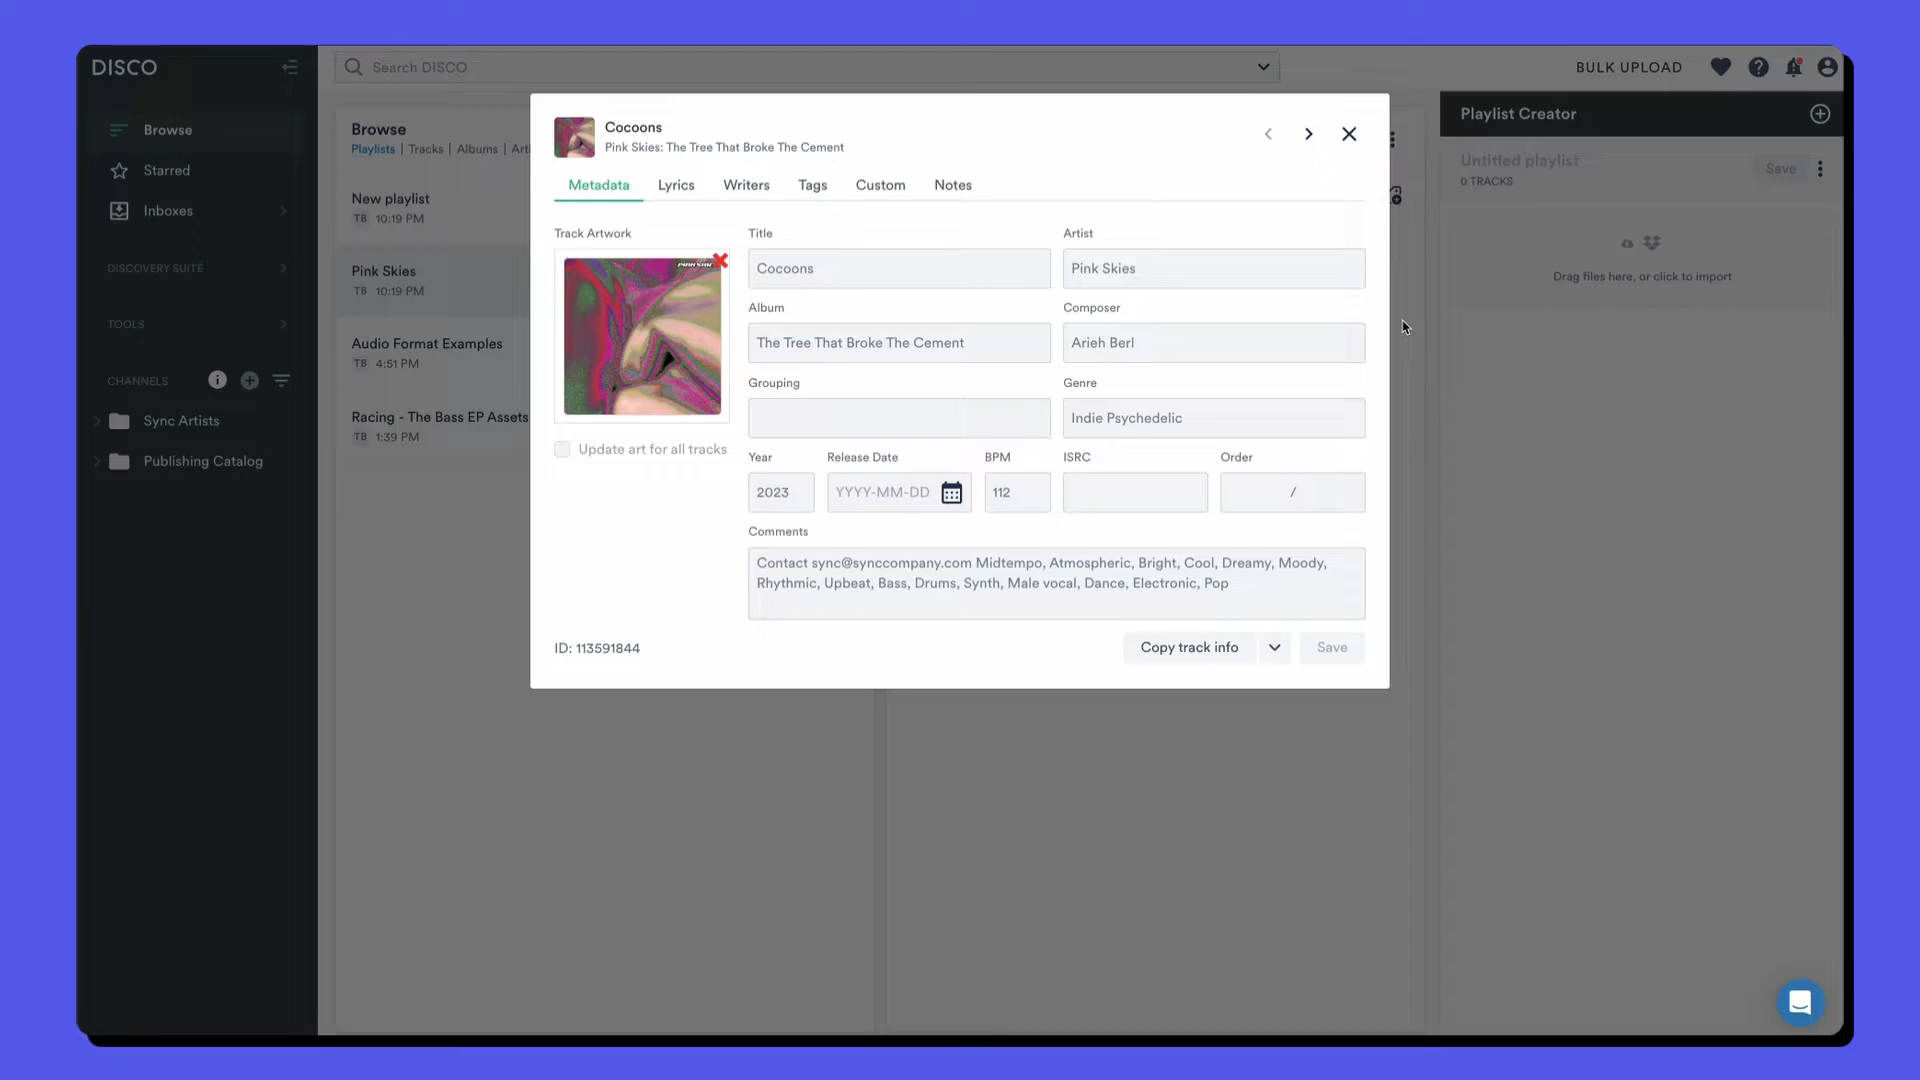 DISCO
Search DISCO
BULK UPLOAD
Browse
Starred
Inboxes
DISCOVERY SUITE
TOOLS
CHANNELS
Sync Artists
Publishing Catalog
Browse
Playlists | Tracks | Albums | Arti
New playlist
TB 10:19 PM
Pink Skies
TB 10:19 PM
Audio Format Examples
TB 4:51 PM
Racing - The Bass EP Assets
TB 1:39 PM
Cocoons
Pink Skies: The Tree That Broke The Cement
Metadata
Lyrics
Writers
Tags
Custom
Notes
Track Artwork
Update art for all tracks
Title
Cocoons
Artist
Pink Skies
Album
The Tree That Broke The Cement
Composer
Arieh Berl
Grouping
Genre
Indie Psychedelic
Year
2023
Release Date
YYYY-MM-DD
BPM
112
ISRC
Order
/
Comments
Contact sync@synccompany.com Midtempo, Atmospheric, Bright, Cool, Dreamy, Moody,
Rhythmic, Upbeat, Bass, Drums, Synth, Male vocal, Dance, Electronic, Pop
ID: 113591844
Copy track info
Save
Playlist Creator
Untitled playlist
0 TRACKS
Save
Drag files here, or click to import